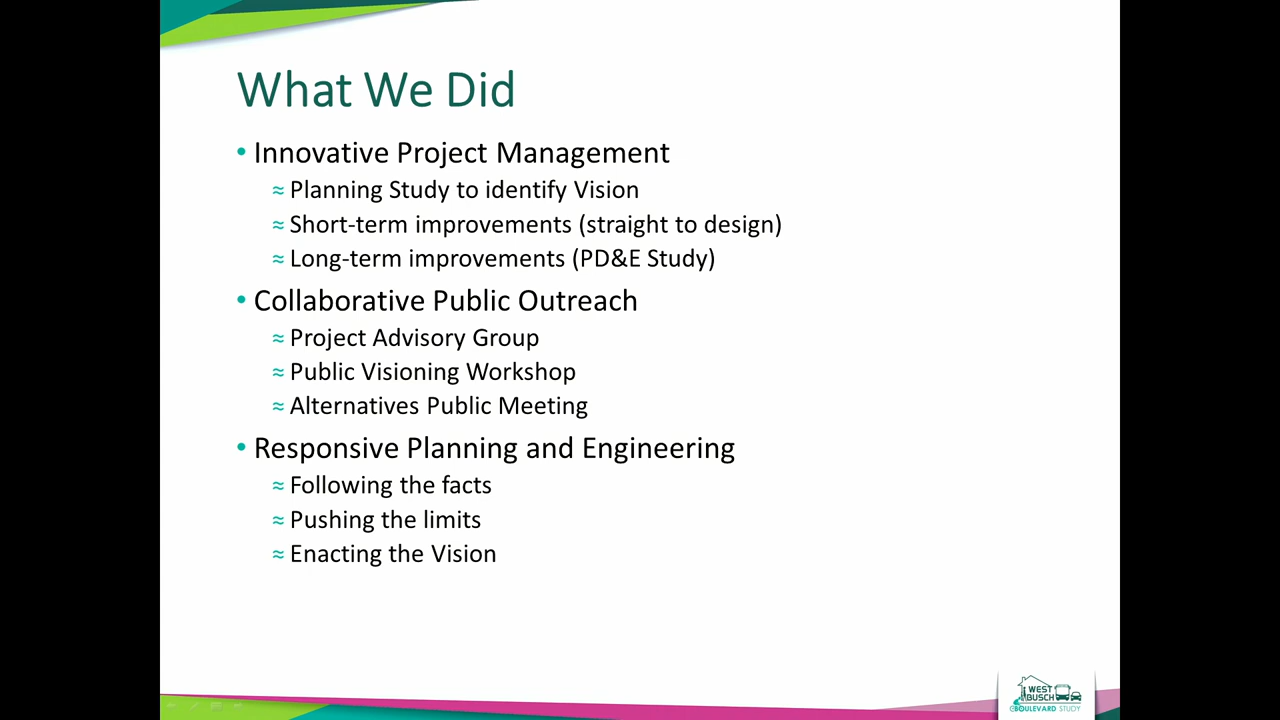 What We Did
• Innovative Project Management
≈ Planning Study to identify Vision
≈ Short-term improvements (straight to design)
≈ Long-term improvements (PD&E Study)
• Collaborative Public Outreach
≈ Project Advisory Group
≈ Public Visioning Workshop
≈ Alternatives Public Meeting
• Responsive Planning and Engineering
≈ Following the facts
≈ Pushing the limits
≈ Enacting the Vision
WEST
BUSCH
BOULEVARD STUDY